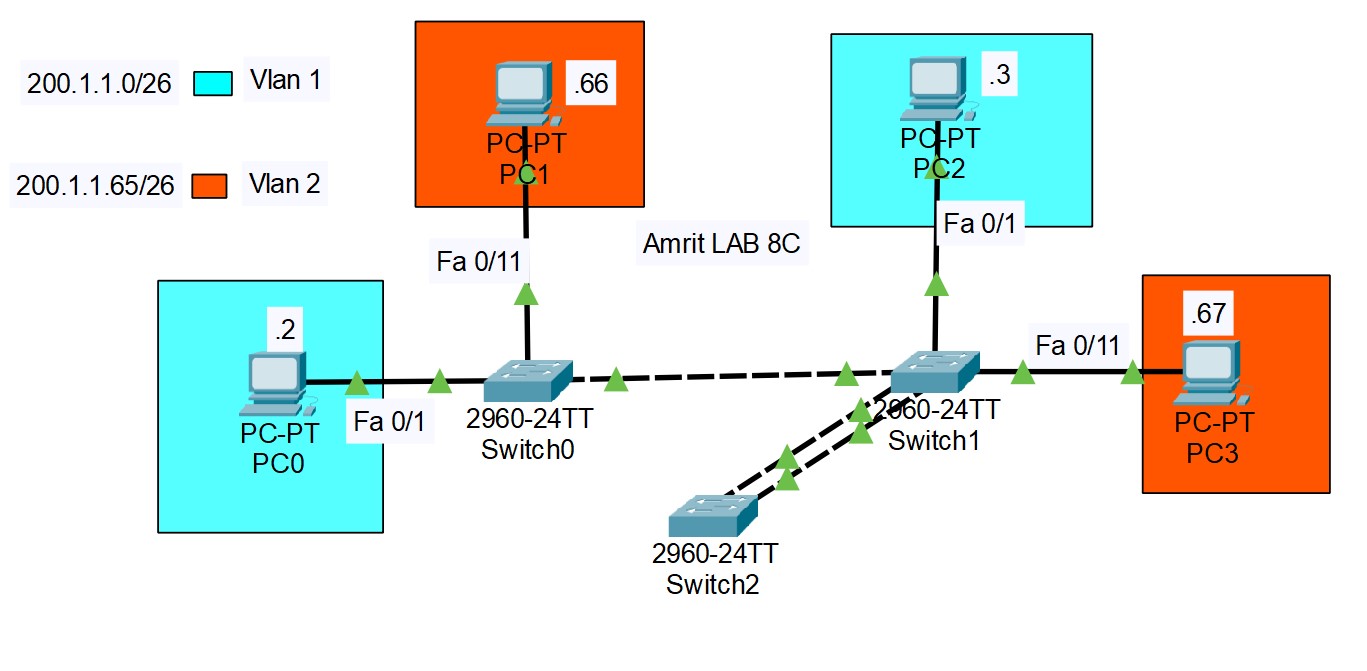 200.1.1.0/26
Vlan 1
200.1.1.65/26
Vlan 2
.66
PC-PT
PC1
.3
PC-PT
PC2
Fa 0/11
Amrit LAB 8C
Fa 0/1
.2
PC-PT
PC0
Fa 0/1
2960-24TT
Switch0
2960-24TT
Switch1
Fa 0/11
.67
PC-PT
PC3
2960-24TT
Switch2